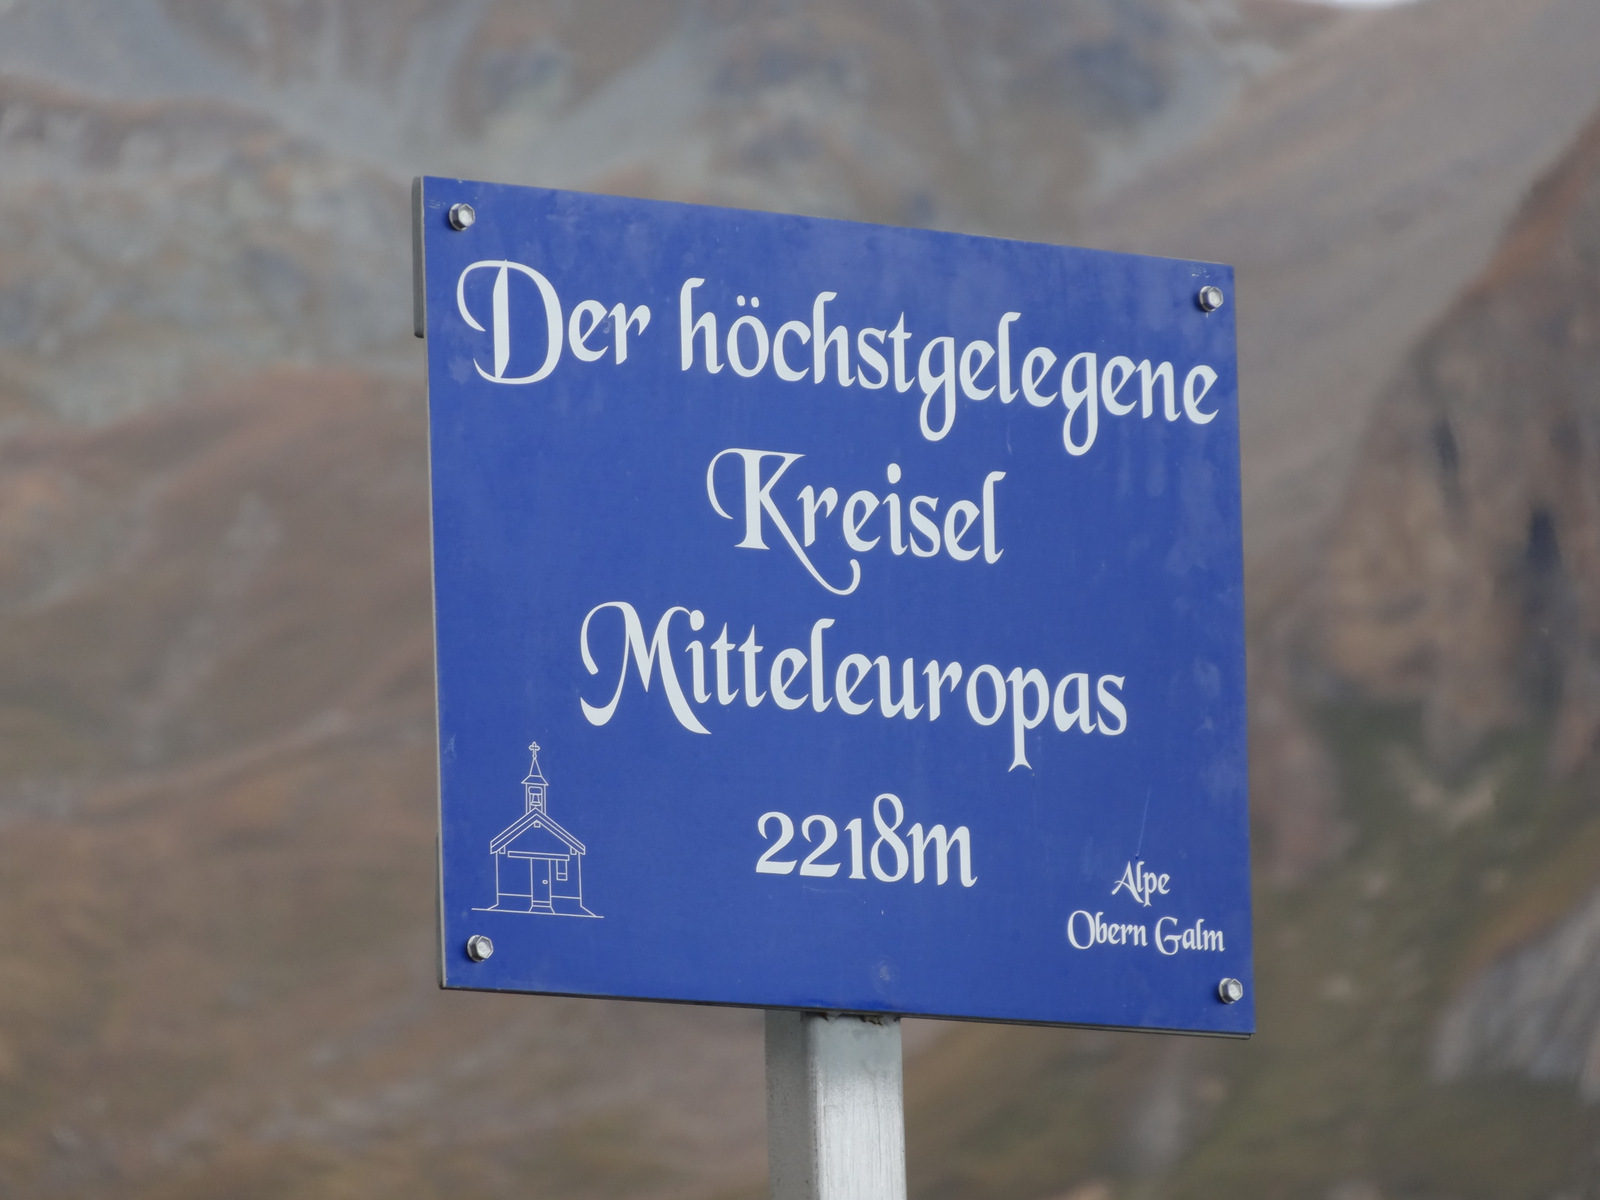 Der höchstgelegene
Kreisel
Mitteleuropas
2218m
Alpe
Obern Galm